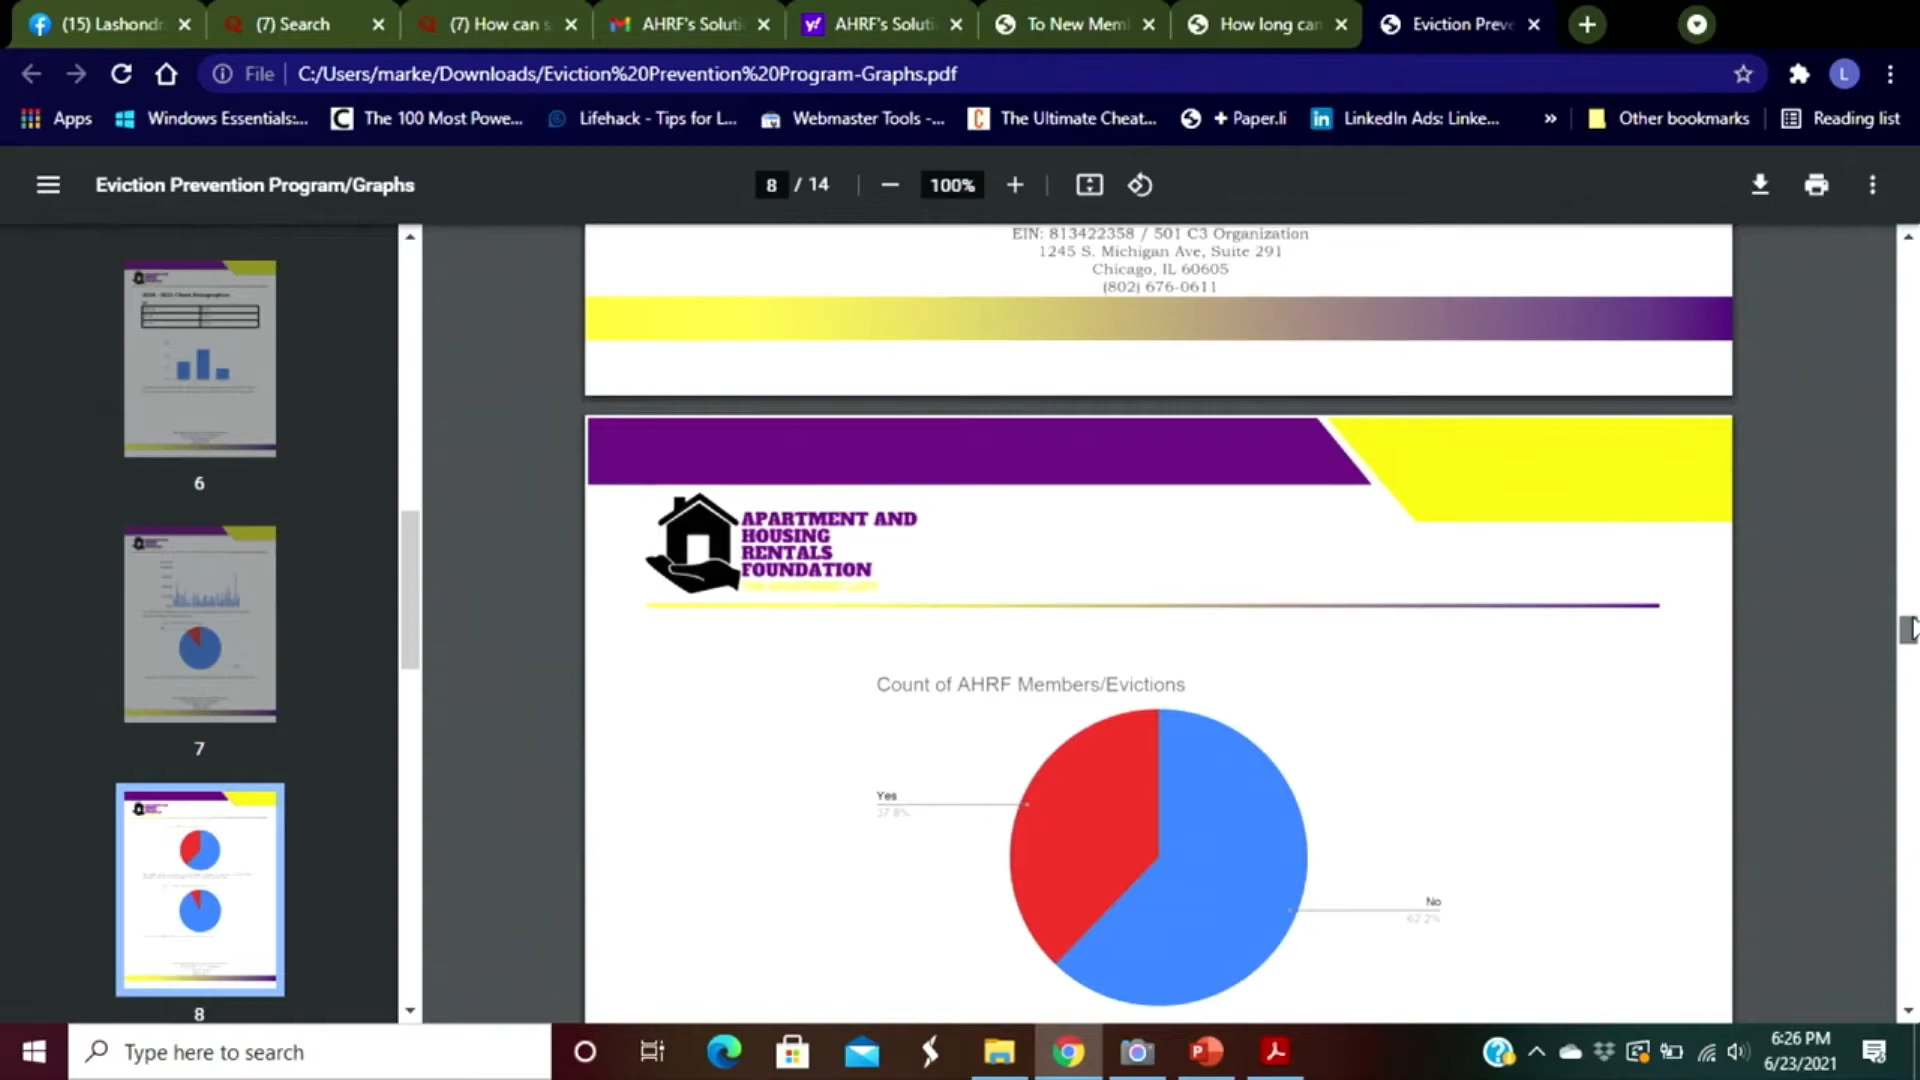 (15) Lashondr
(7) Search
(7) How can s
AHRF's Soluti
AHRF's Soluti
To New Mem
How long can
Eviction Preve
File
C:/Users/marke/Downloads/Eviction%20Prevention%20Program-Graphs.pdf
L
Apps
Windows Essentials:...
The 100 Most Powe...
Lifehack - Tips for L...
Webmaster Tools -...
The Ultimate Cheat...
+ Paper.li
LinkedIn Ads: Linke...
Other bookmarks
Reading list
Eviction Prevention Program/Graphs
8 / 14
100%
6
7
8
EIN: 813422358 / 501 C3 Organization
1245 S. Michigan Ave, Suite 291
Chicago, IL 60605
(802) 676-0611
APARTMENT AND
HOUSING
RENTALS
FOUNDATION
Count of AHRF Members/Evictions
Yes
37.8%
No
62.2%
Type here to search
6:26 PM
6/23/2021